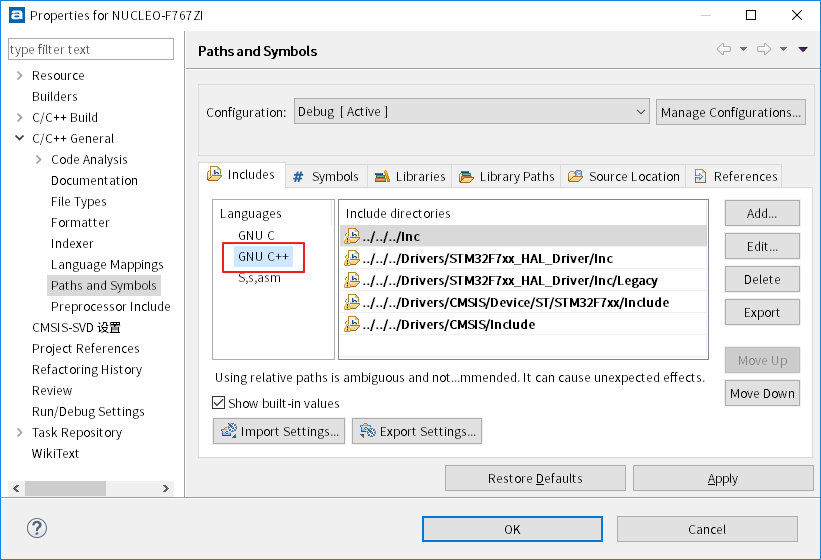 Properties for NUCLEO-F767ZI
type filter text
Resource
Builders
C/C++ Build
C/C++ General
Code Analysis
Documentation
File Types
Formatter
Indexer
Language Mappings
Paths and Symbols
Preprocessor Include
CMSIS-SVD 设置
Project References
Refactoring History
Review
Run/Debug Settings
Task Repository
WikiText
Paths and Symbols
Configuration: Debug [ Active ] Manage Configurations...
Includes # Symbols Libraries Library Paths Source Location References
Languages
GNU C
GNU C++
S,s,asm
Include directories
../../../Inc
../../../Drivers/STM32F7xx_HAL_Driver/Inc
../../../Drivers/STM32F7xx_HAL_Driver/Inc/Legacy
../../../Drivers/CMSIS/Device/ST/STM32F7xx/Include
../../../Drivers/CMSIS/Include
Add...
Edit...
Delete
Export
Move Up
Move Down
Using relative paths is ambiguous and not...mmended. It can cause unexpected effects.
Show built-in values
Import Settings... Export Settings...
Restore Defaults Apply
OK Cancel